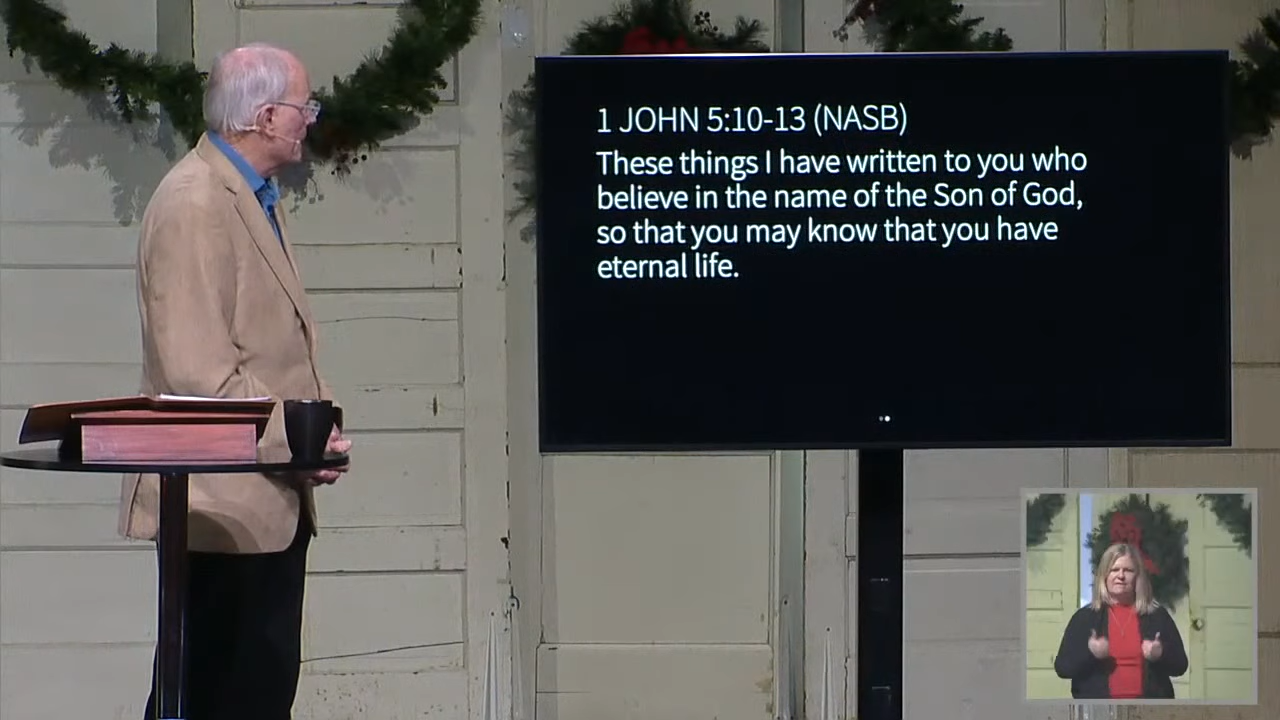 1 JOHN 5:10-13 (NASB)
These things I have written to you who
believe in the name of the Son of God,
so that you may know that you have
eternal life.